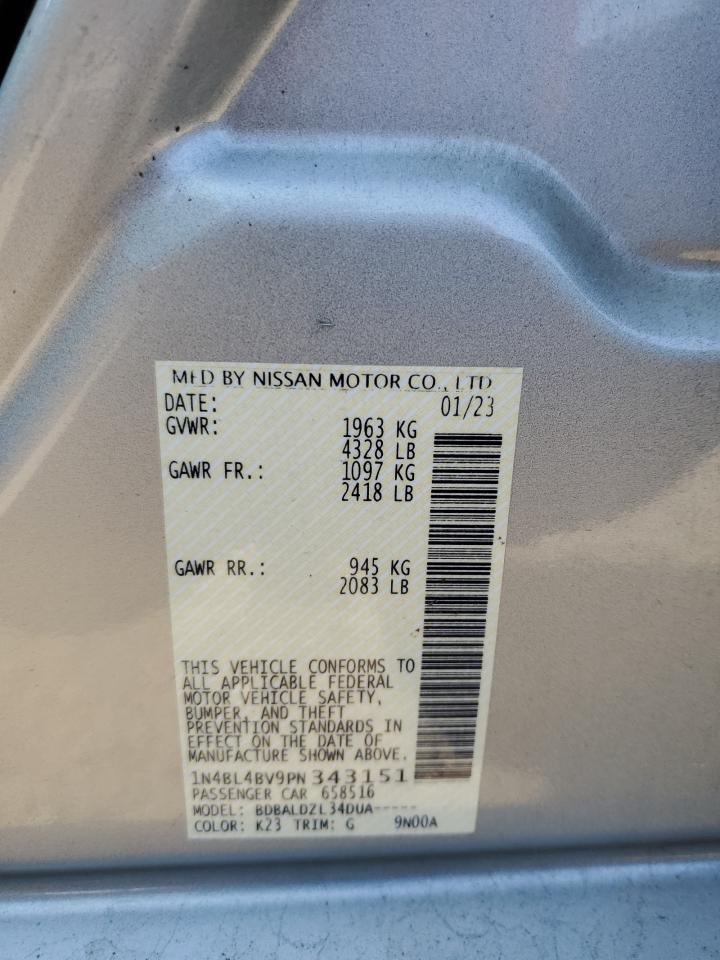 MFD BY NISSAN MOTOR CO., LTD
DATE: 01/23
GVWR: 1963 KG
4328 LB
GAWR FR.: 1097 KG
2418 LB
GAWR RR.: 945 KG
2083 LB
THIS VEHICLE CONFORMS TO
ALL APPLICABLE FEDERAL
MOTOR VEHICLE SAFETY,
BUMPER, AND THEFT
PREVENTION STANDARDS IN
EFFECT ON THE DATE OF
MANUFACTURE SHOWN ABOVE.
1N4BL4BV9PN343151
PASSENGER CAR 658516
MODEL: BDBALDZL34DUA-----
COLOR: K23 TRIM: G 9N00A